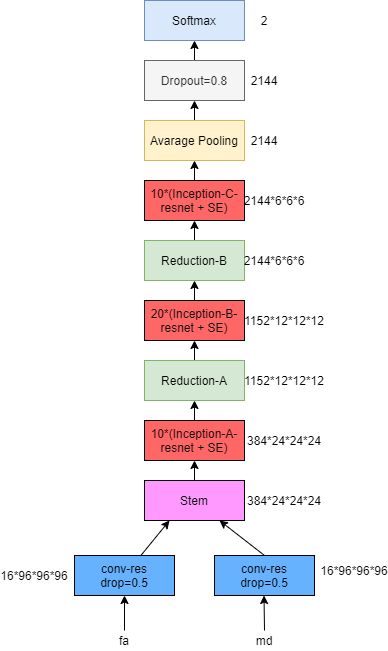 Softmax 2
Dropout=0.8 2144
Avarage Pooling 2144
10*(Inception-C-
resnet + SE) 2144*6*6*6
Reduction-B 2144*6*6*6
20*(Inception-B-
resnet + SE) 1152*12*12*12
Reduction-A 1152*12*12*12
10*(Inception-A-
resnet + SE) 384*24*24*24
Stem 384*24*24*24
16*96*96*96
conv-res
drop=0.5
conv-res
drop=0.5
16*96*96*96
fa
md